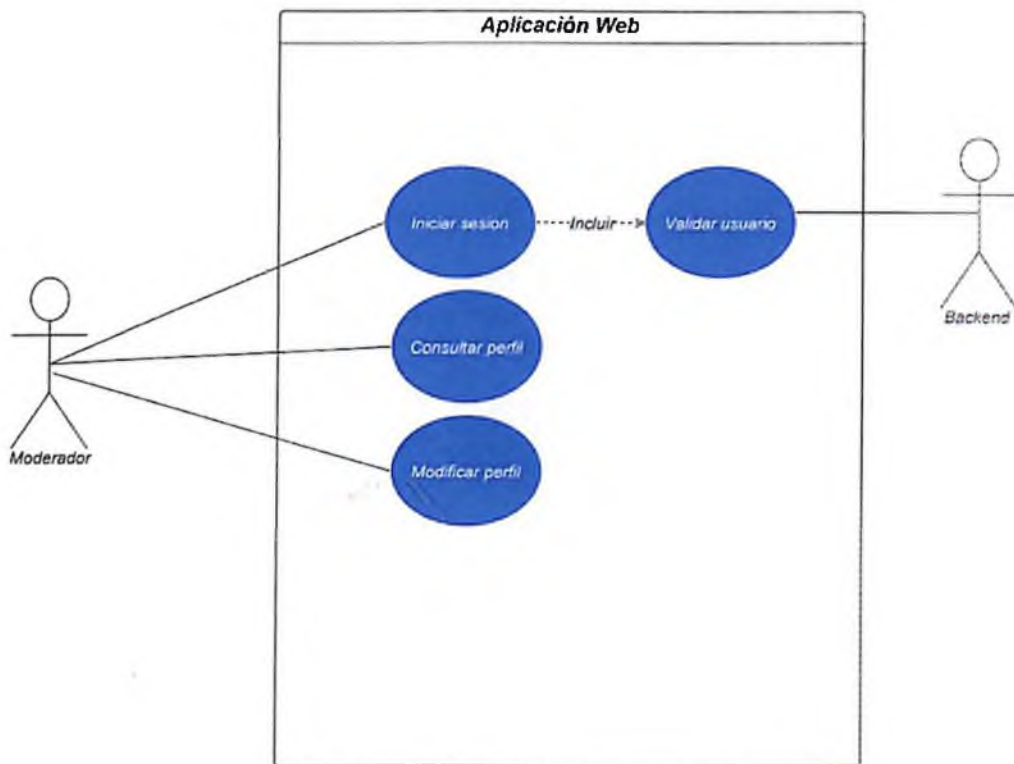 Aplicación Web
Iniciar sesion
Incluir
Validar usuario
Backend
Consultar perfil
Moderador
Modificar perfil